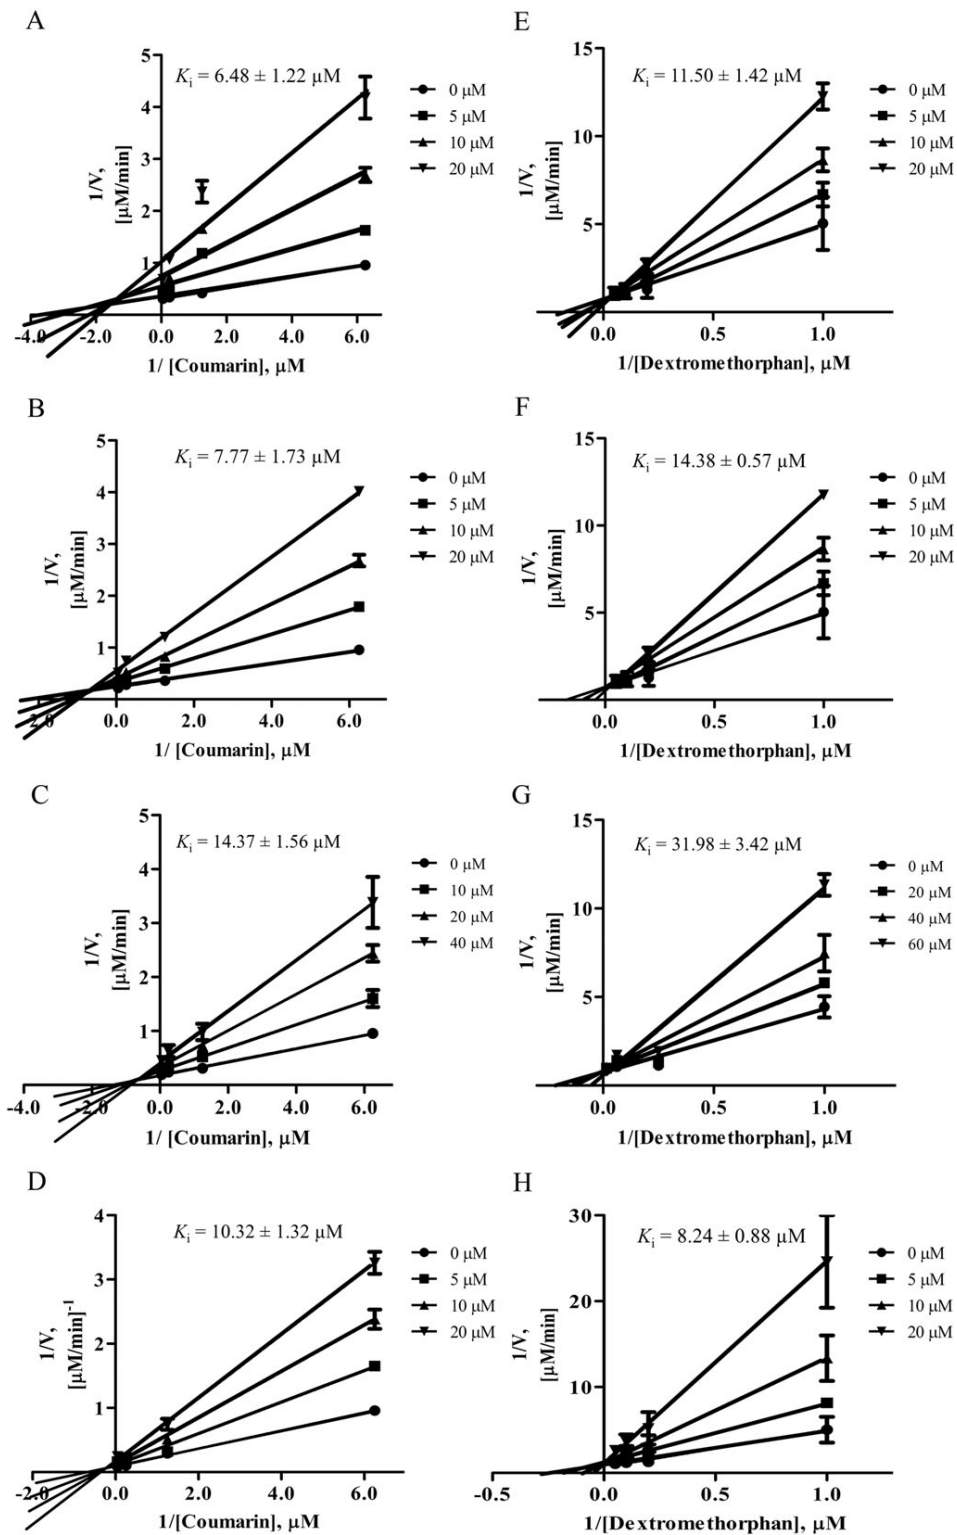 A
Ki = 6.48 ± 1.22 µM
1/V,
[µM/min]
5
4
3
2
1
-4.0 -2.0 0.0 2.0 4.0 6.0
1/ [Coumarin], µM
0 µM
5 µM
10 µM
20 µM
E
Ki = 11.50 ± 1.42 µM
1/V,
[µM/min]
15
10
5
0.0 0.5 1.0
1/[Dextromethorphan], µM
0 µM
5 µM
10 µM
20 µM
B
Ki = 7.77 ± 1.73 µM
1/V,
[µM/min]
5
4
3
2
1
-2.0 0.0 2.0 4.0 6.0
1/ [Coumarin], µM
0 µM
5 µM
10 µM
20 µM
F
Ki = 14.38 ± 0.57 µM
1/V,
[µM/min]
15
10
5
0.0 0.5 1.0
1/[Dextromethorphan], µM
0 µM
5 µM
10 µM
20 µM
C
Ki = 14.37 ± 1.56 µM
1/V,
[µM/min]
5
4
3
2
1
-4.0 -2.0 0.0 2.0 4.0 6.0
1/ [Coumarin], µM
0 µM
10 µM
20 µM
40 µM
G
Ki = 31.98 ± 3.42 µM
1/V,
[µM/min]
15
10
5
0.0 0.5 1.0
1/[Dextromethorphan], µM
0 µM
20 µM
40 µM
60 µM
D
Ki = 10.32 ± 1.32 µM
1/V,
[µM/min]-1
4
3
2
1
-2.0 0.0 2.0 4.0 6.0
1/[Coumarin], µM
0 µM
5 µM
10 µM
20 µM
H
Ki = 8.24 ± 0.88 µM
1/V,
[µM/min]
30
20
10
-0.5 0.0 0.5 1.0
1/[Dextromethorphan], µM
0 µM
5 µM
10 µM
20 µM